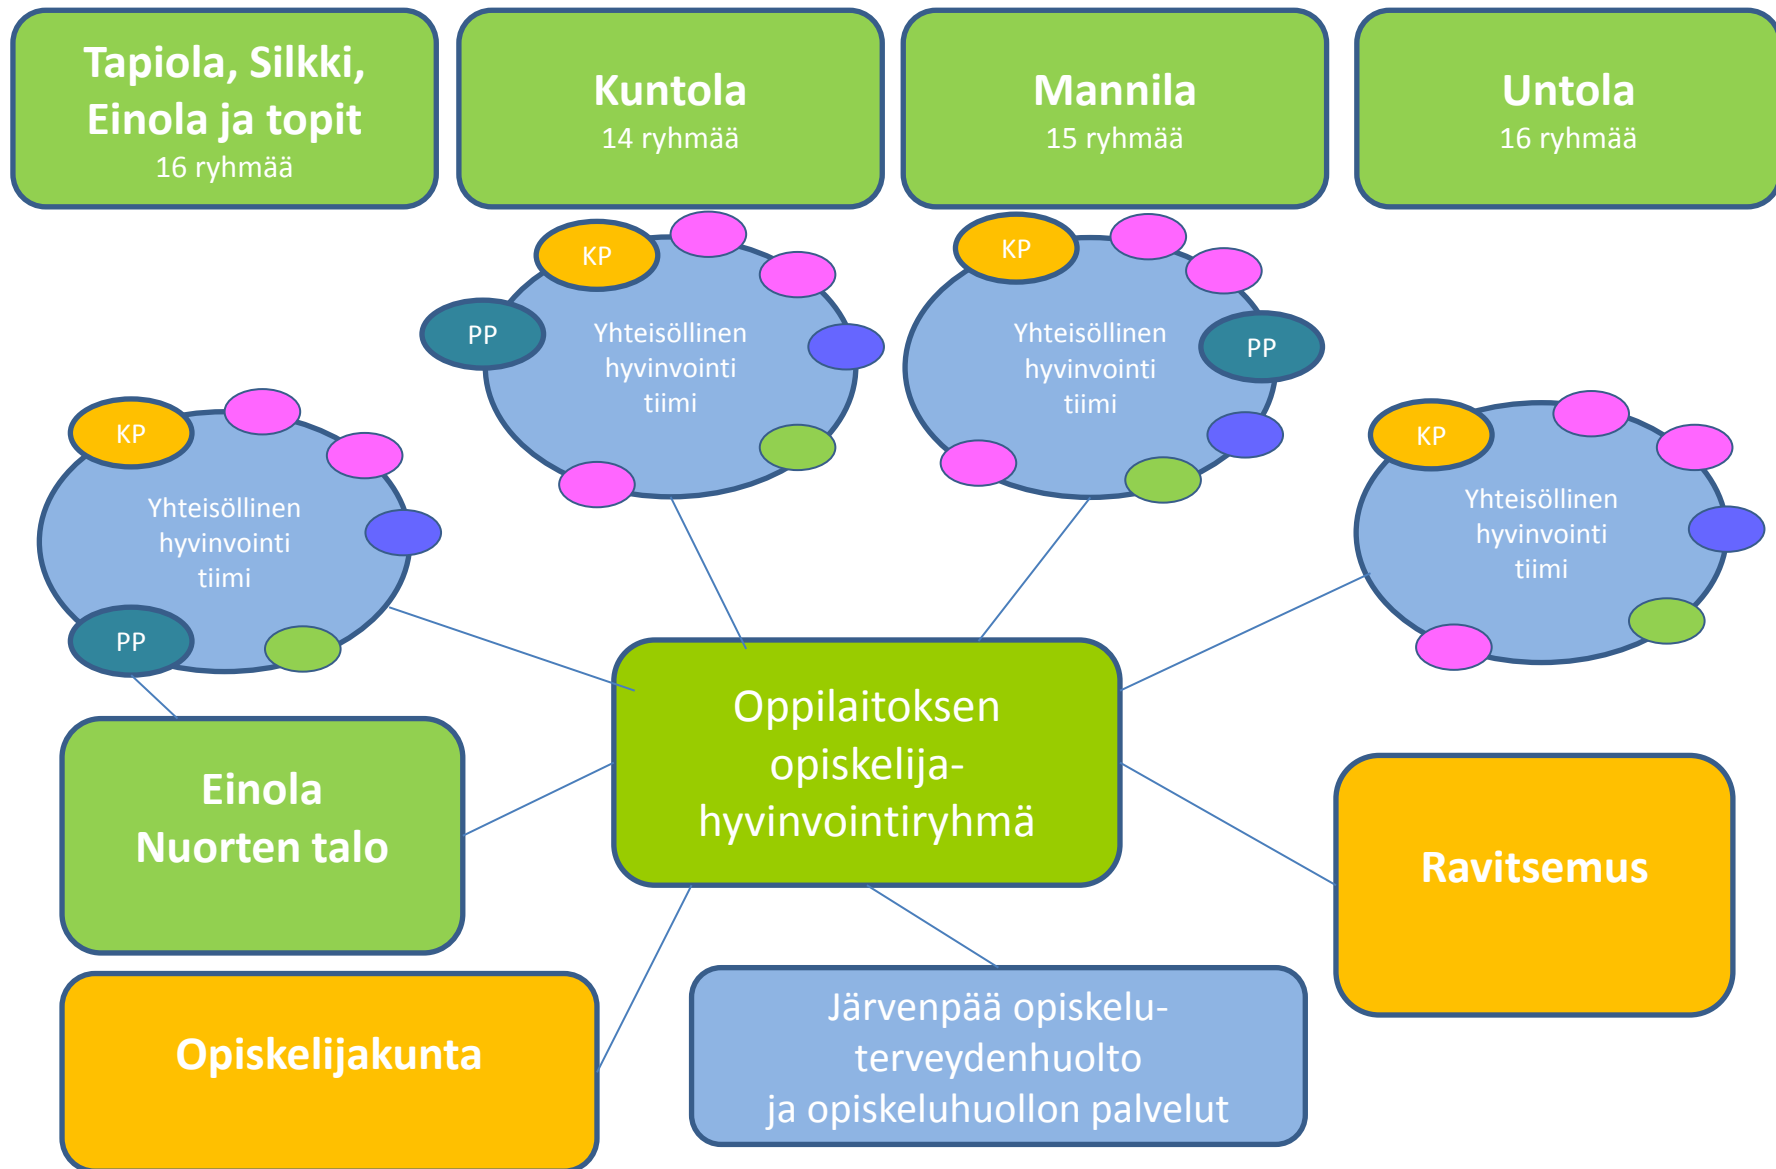 Tapiola, Silkki,
Einola ja topit
16 ryhmää
Kuntola
14 ryhmää
Mannila
15 ryhmää
Untola
16 ryhmää
KP
PP
Yhteisöllinen
hyvinvointi
tiimi
KP
PP
Yhteisöllinen
hyvinvointi
tiimi
KP
PP
Yhteisöllinen
hyvinvointi
tiimi
KP
Yhteisöllinen
hyvinvointi
tiimi
Oppilaitoksen
opiskelija-
hyvinvointiryhmä
Einola
Nuorten talo
Ravitsemus
Opiskelijakunta
Järvenpää opiskelu-
terveydenhuolto
ja opiskeluhuollon palvelut